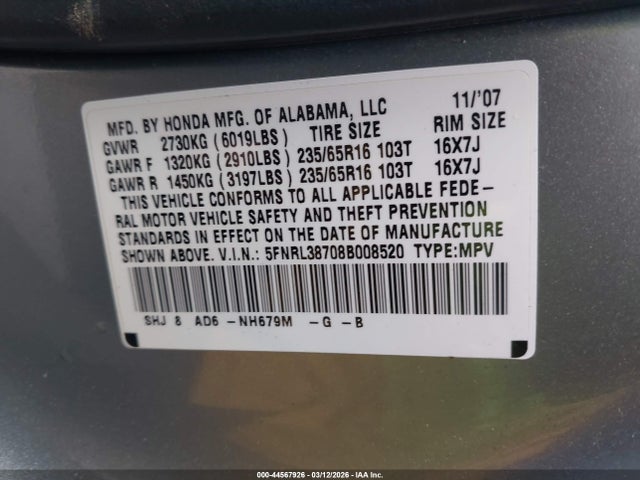 MFD. BY HONDA MFG. OF ALABAMA, LLC 11/'07
GVWR 2730KG (6019LBS) TIRE SIZE RIM SIZE
GAWR F 1320KG (2910LBS) 235/65R16 103T 16X7J
GAWR R 1450KG (3197LBS) 235/65R16 103T 16X7J
THIS VEHICLE CONFORMS TO ALL APPLICABLE FEDE-
RAL MOTOR VEHICLE SAFETY AND THEFT PREVENTION
STANDARDS IN EFFECT ON THE DATE OF MANUFACTURE
SHOWN ABOVE. V.I.N.: 5FNRL38708B008520 TYPE:MPV
SHJ 8 AD6 -NH679M -G -B
000-44567926 - 03/12/2026 - IAA Inc.